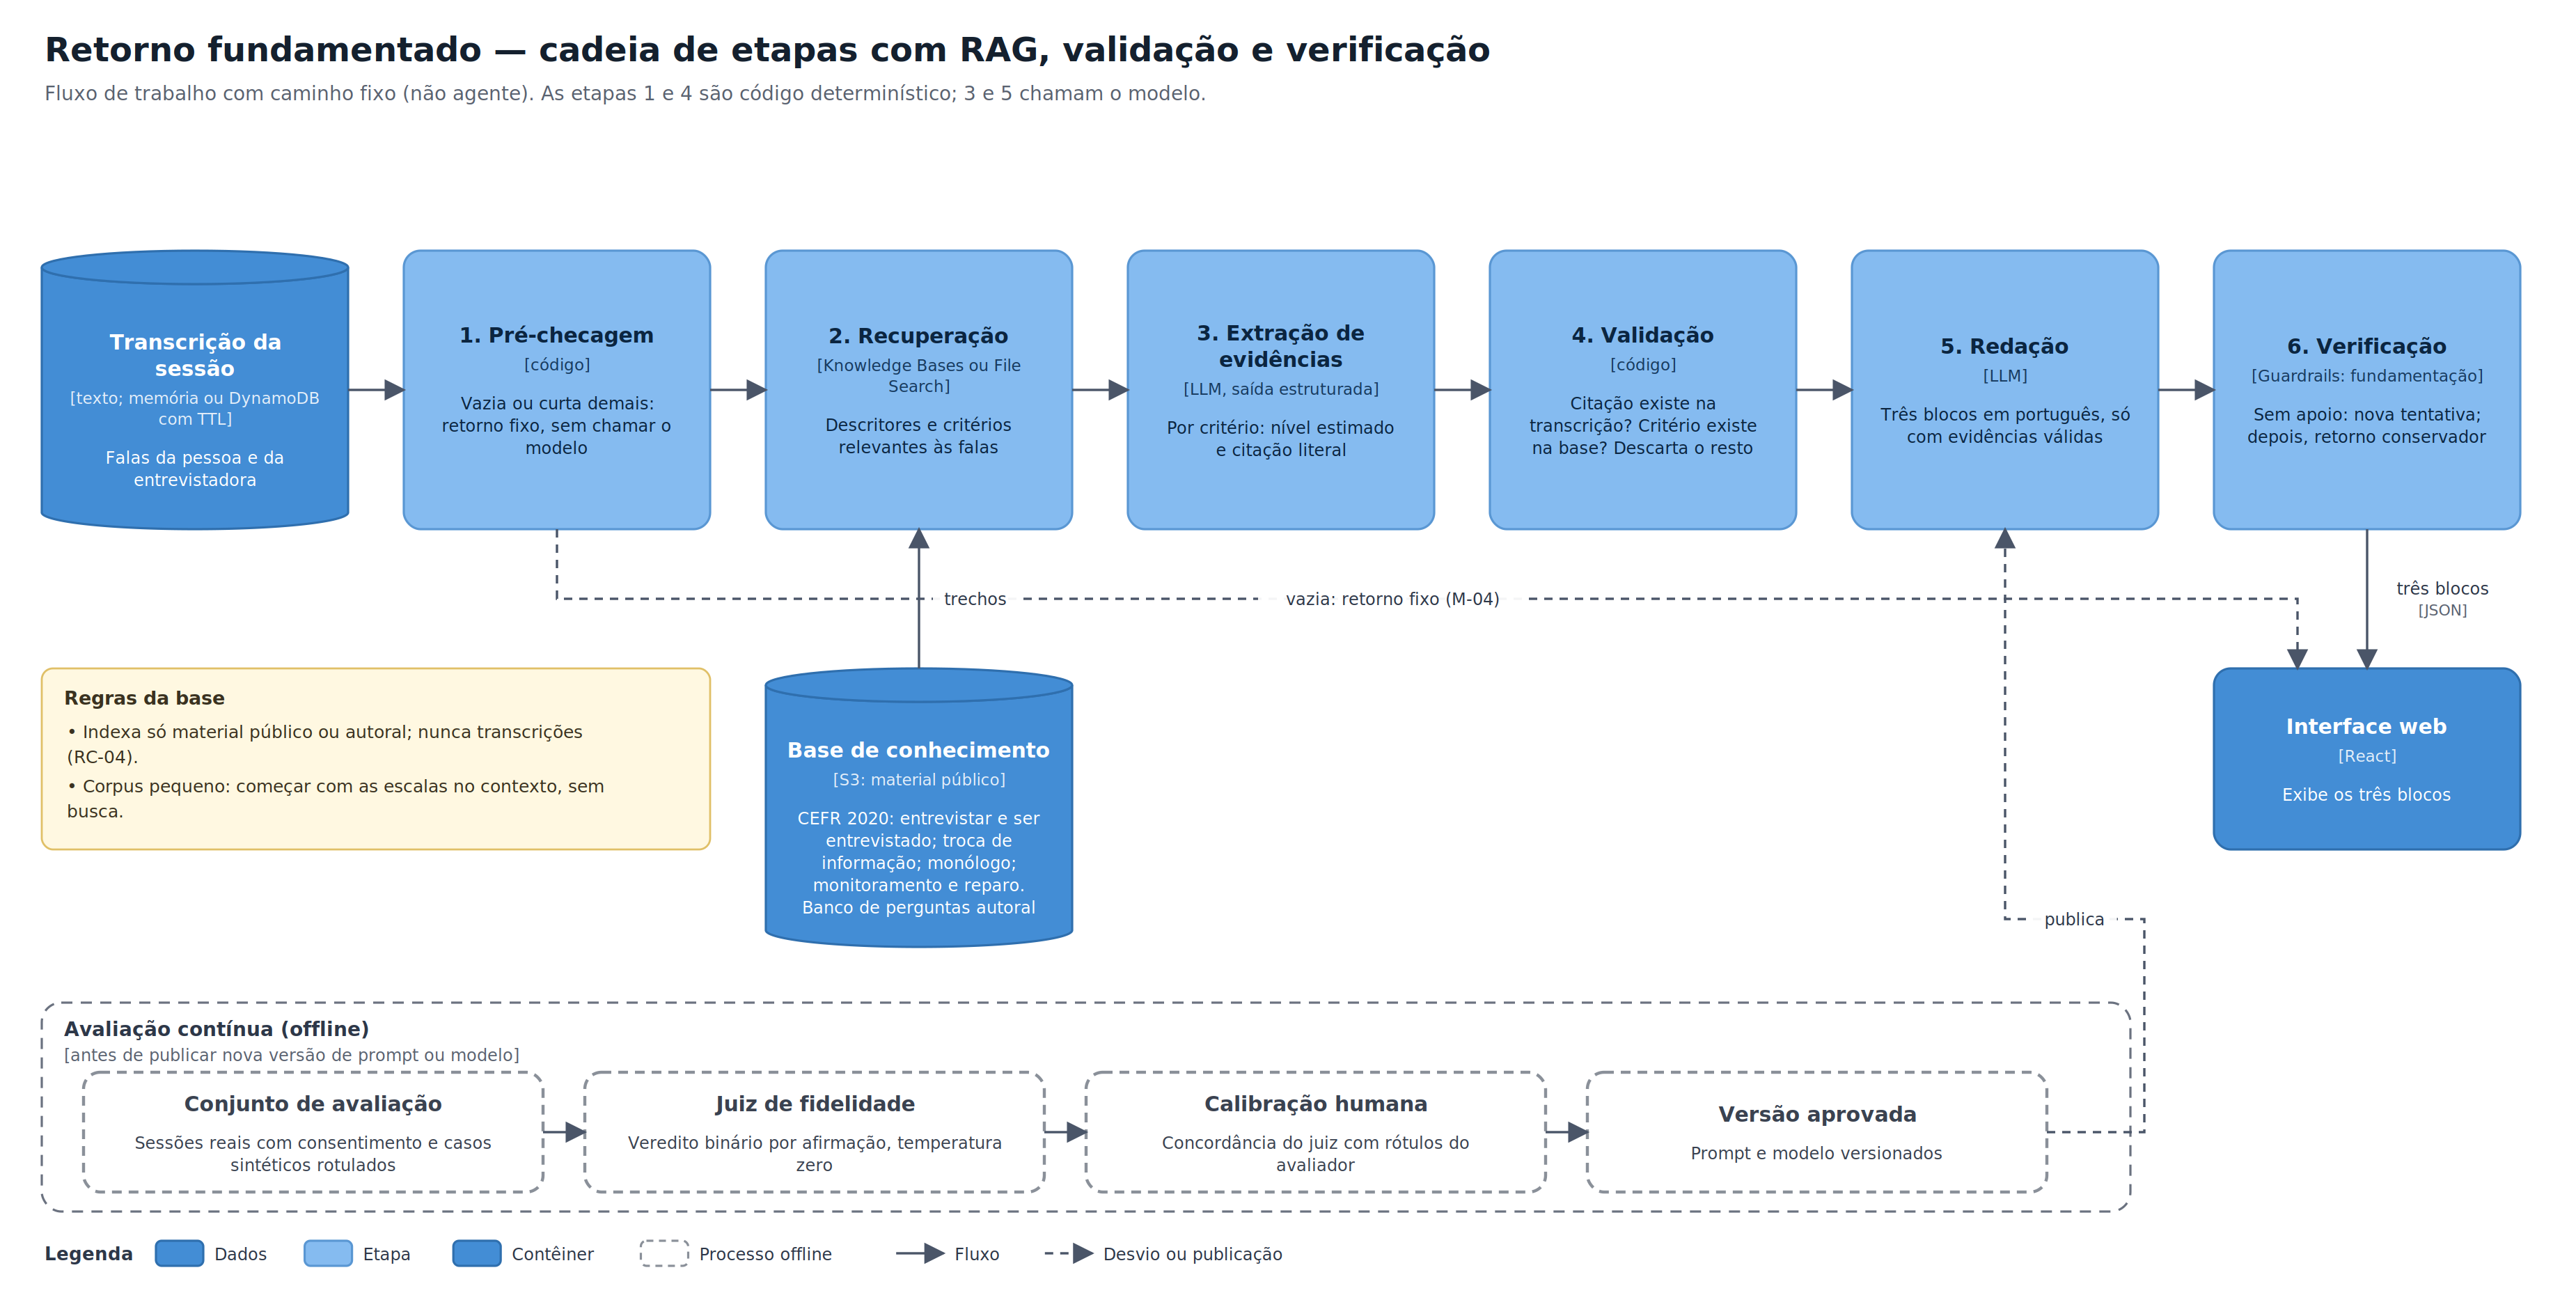 Retorno fundamentado — cadeia de etapas com RAG, validação e verificação
Fluxo de trabalho com caminho fixo (não agente). As etapas 1 e 4 são código determinístico; 3 e 5 chamam o modelo.
Transcrição da
sessão
[texto; memória ou DynamoDB
com TTL]
Falas da pessoa e da
entrevistadora
1. Pré-checagem
[código]
Vazia ou curta demais:
retorno fixo, sem chamar o
modelo
2. Recuperação
[Knowledge Bases ou File
Search]
Descritores e critérios
relevantes às falas
3. Extração de
evidências
[LLM, saída estruturada]
Por critério: nível estimado
e citação literal
4. Validação
[código]
Citação existe na
transcrição? Critério existe
na base? Descarta o resto
5. Redação
[LLM]
Três blocos em português, só
com evidências válidas
6. Verificação
[Guardrails: fundamentação]
Sem apoio: nova tentativa;
depois, retorno conservador
trechos
vazia: retorno fixo (M-04)
três blocos
[JSON]
Regras da base
• Indexa só material público ou autoral; nunca transcrições
(RC-04).
• Corpus pequeno: começar com as escalas no contexto, sem
busca.
Base de conhecimento
[S3: material público]
CEFR 2020: entrevistar e ser
entrevistado; troca de
informação; monólogo;
monitoramento e reparo.
Banco de perguntas autoral
Interface web
[React]
Exibe os três blocos
publica
Avaliação contínua (offline)
[antes de publicar nova versão de prompt ou modelo]
Conjunto de avaliação
Sessões reais com consentimento e casos
sintéticos rotulados
Juiz de fidelidade
Veredito binário por afirmação, temperatura
zero
Calibração humana
Concordância do juiz com rótulos do
avaliador
Versão aprovada
Prompt e modelo versionados
Legenda
Dados
Etapa
Contêiner
Processo offline
Fluxo
Desvio ou publicação